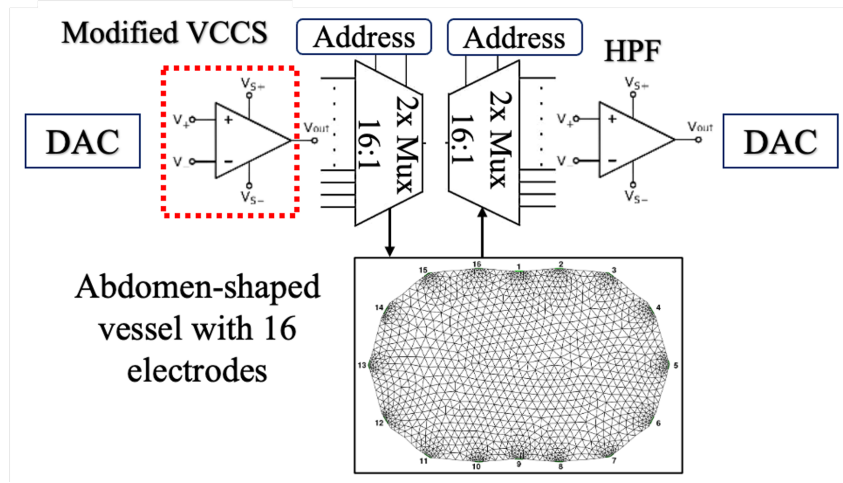 Modified VCCS
Address
Address
HPF
DAC
V+
V-
VS+
VS-
Vout
2x Mux
16:1
2x Mux
16:1
V+
V
VS+
VS-
Vout
DAC
Abdomen-shaped
vessel with 16
electrodes
15
16
1
2
3
14
4
13
5
12
6
11
10
9
8
7